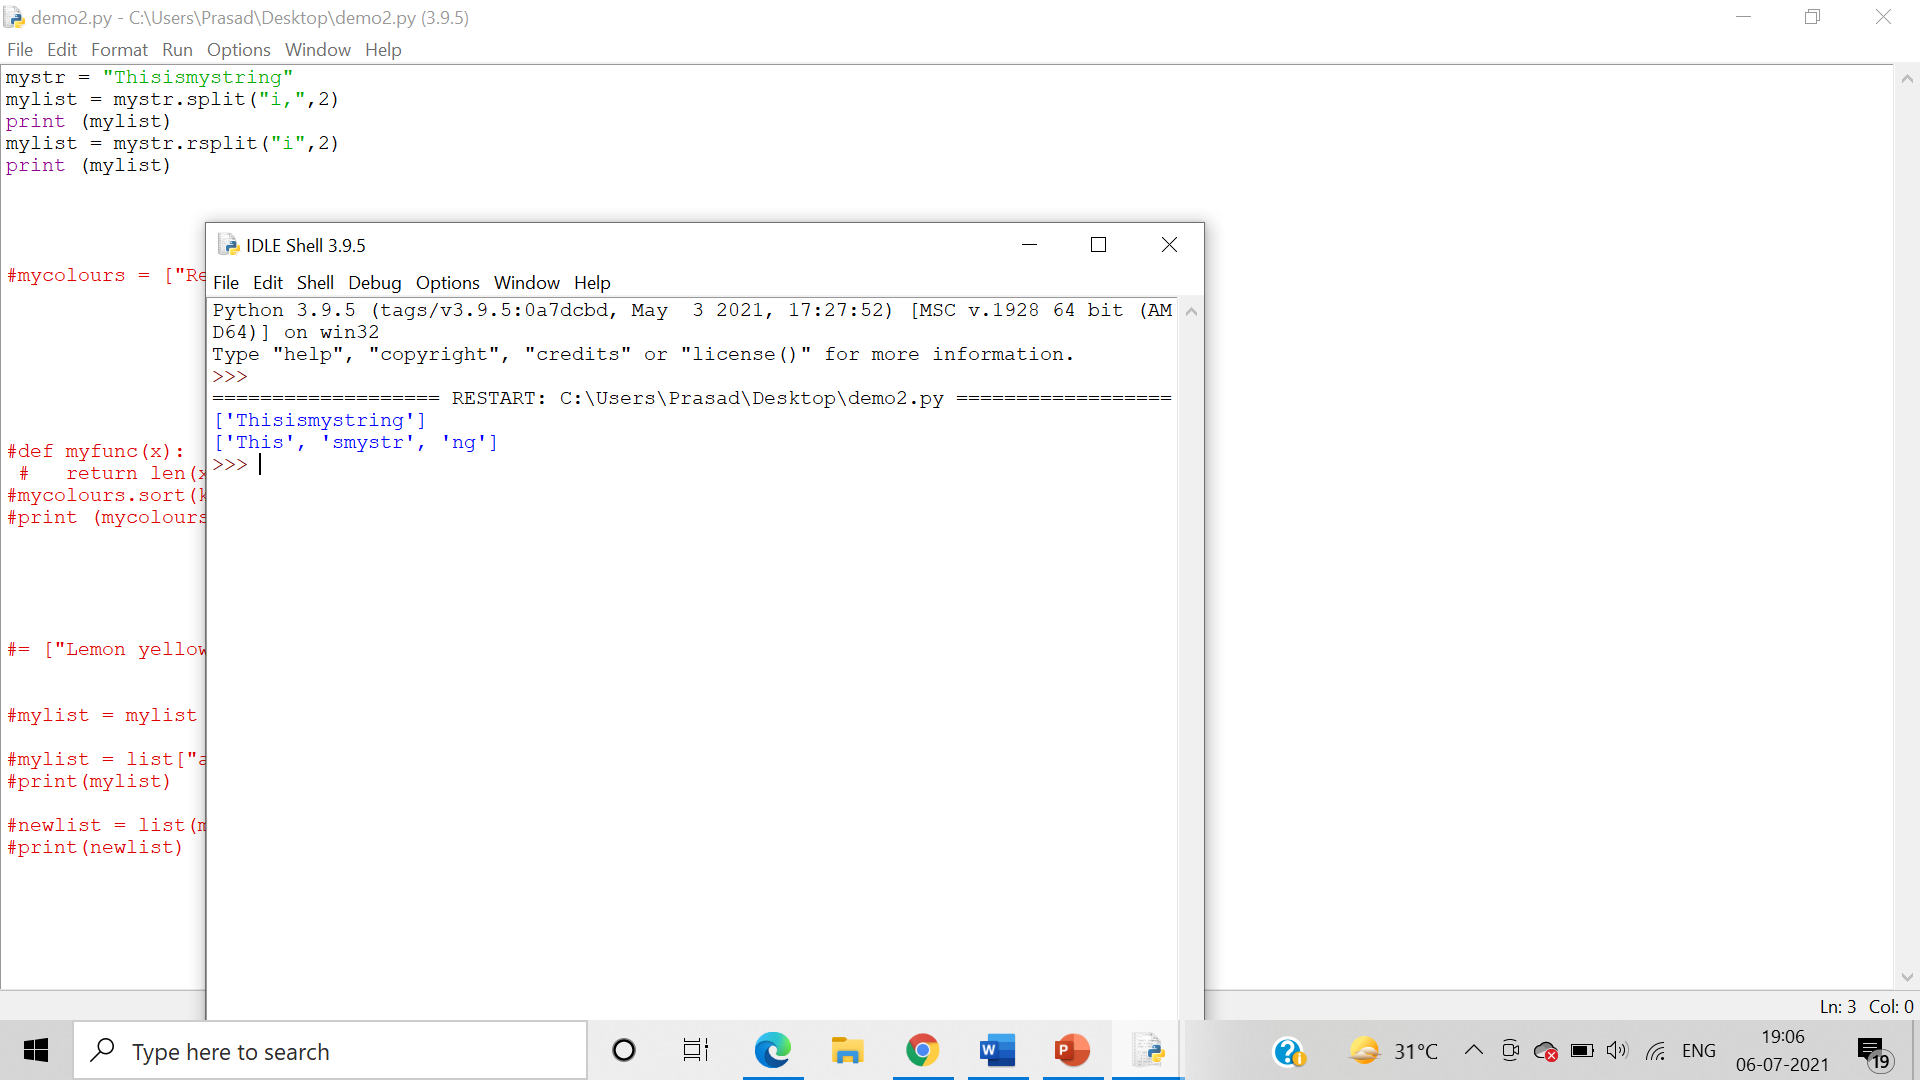 demo2.py - C:\Users\Prasad\Desktop\demo2.py (3.9.5)
File Edit Format Run Options Window Help
mystr = "Thisismystring"
mylist = mystr.split("i,",2)
print (mylist)
mylist = mystr.rsplit("i",2)
print (mylist)
#mycolours = ["Re
#def myfunc(x):
 #   return len(x
#mycolours.sort(k
#print (mycolours
#= ["Lemon yellow
#mylist = mylist
#mylist = list["a
#print(mylist)
#newlist = list(m
#print(newlist)
IDLE Shell 3.9.5
File Edit Shell Debug Options Window Help
Python 3.9.5 (tags/v3.9.5:0a7dcbd, May  3 2021, 17:27:52) [MSC v.1928 64 bit (AM
D64)] on win32
Type "help", "copyright", "credits" or "license()" for more information.
>>>
=================== RESTART: C:\Users\Prasad\Desktop\demo2.py ==================
['Thisismystring']
['This', 'smystr', 'ng']
>>>
Ln: 3 Col: 0
Type here to search
31°C
ENG
19:06
06-07-2021
19